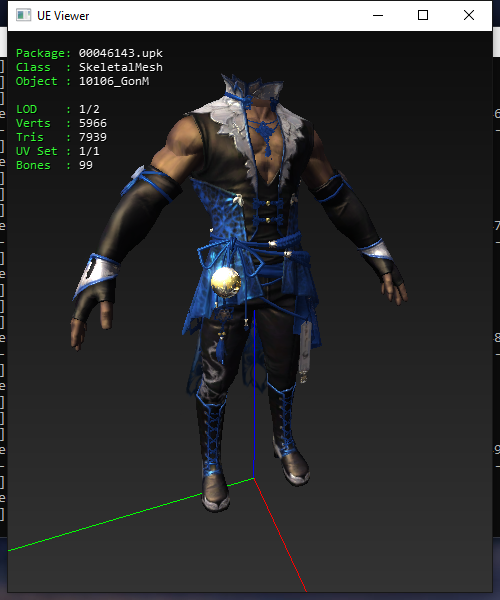 UE Viewer
Package: 00046143.upk
Class : SkeletalMesh
Object : 10106_GonM
LOD : 1/2
Verts : 5966
Tris : 7939
UV Set : 1/1
Bones : 99